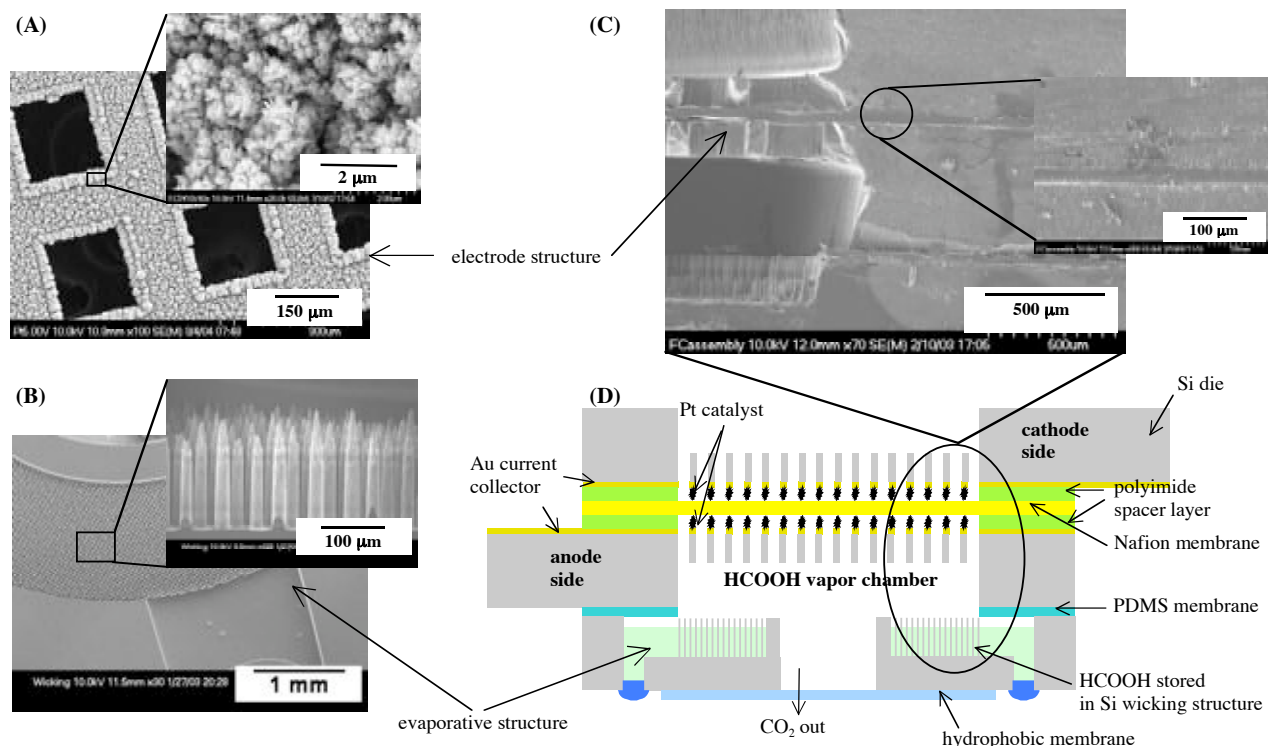 (A)
2 μm
150 μm
electrode structure
(B)
100 μm
Wicking 10.0kV 11.5mm x30 1/27/03 20:29
1 mm
evaporative structure
(C)
100 μm
500 μm
FCassembly 10.0kV 12.0mm x70 SE(M) 2/10/03 17:05
600um
(D)
Pt catalyst
Si die
cathode
side
Au current
collector
polyimide
spacer layer
Nafion membrane
anode
side
HCOOH vapor chamber
PDMS membrane
HCOOH stored
in Si wicking structure
CO₂ out
hydrophobic membrane